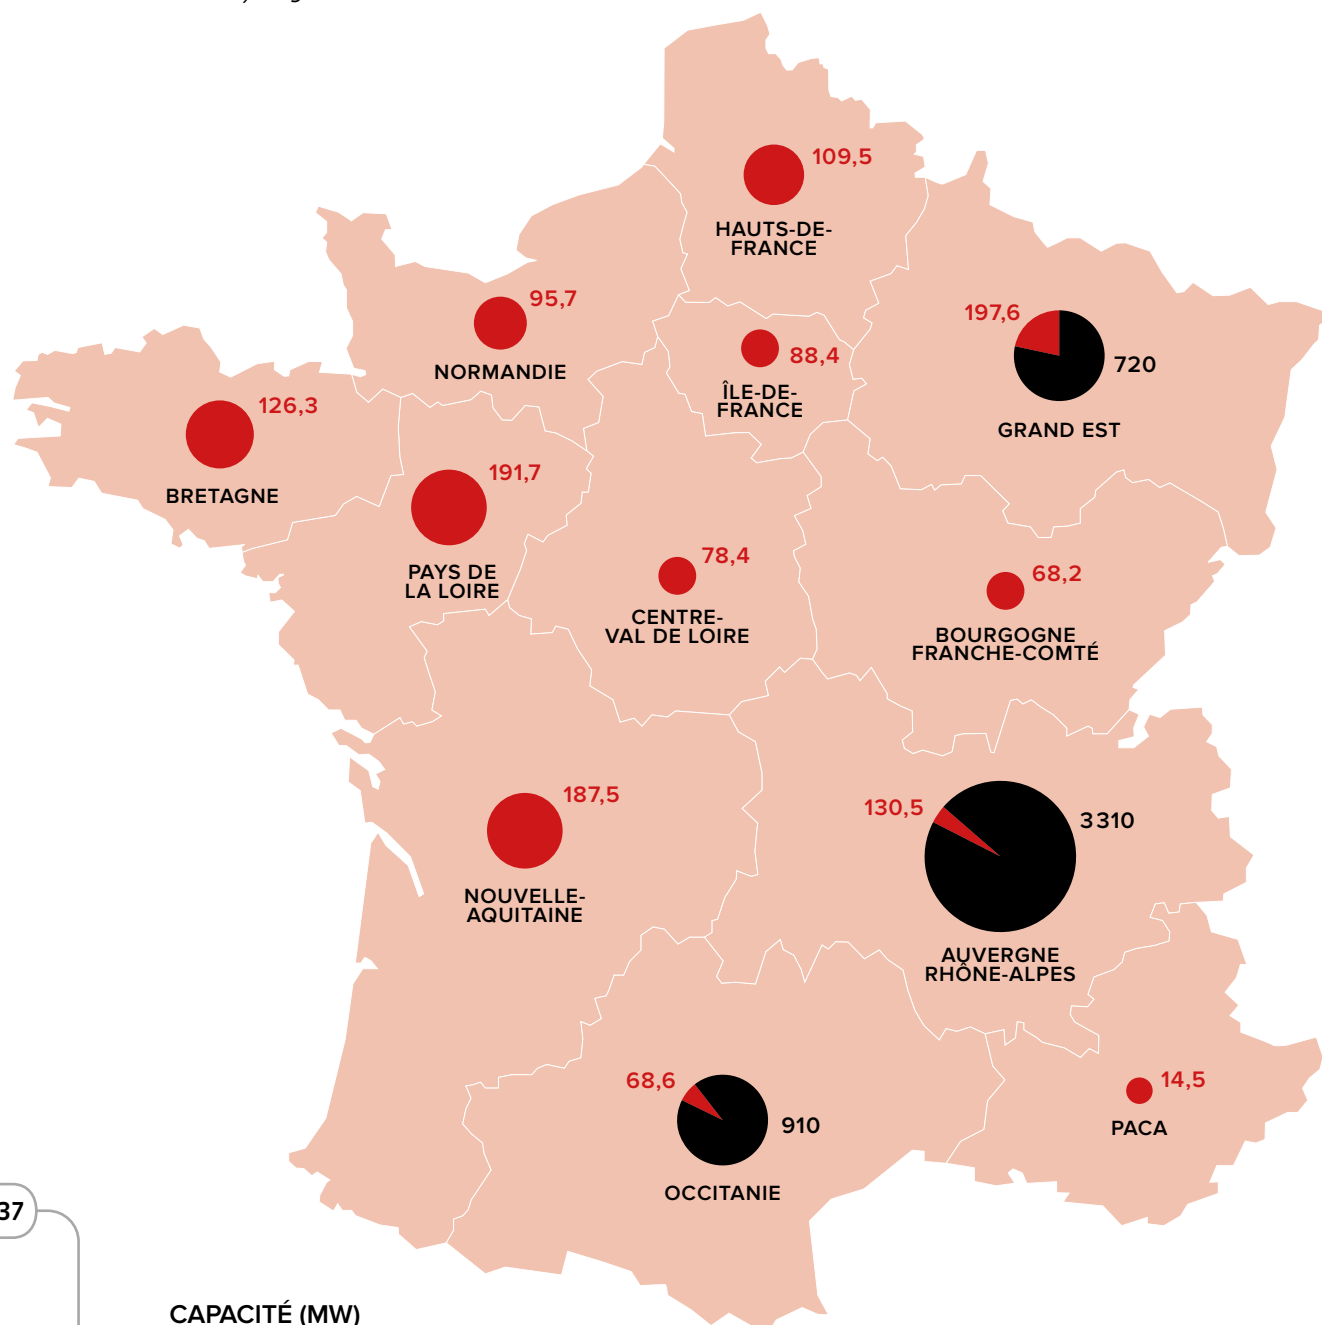 109,5
HAUTS-DE-
FRANCE
95,7
NORMANDIE
88,4
ÎLE-DE-
FRANCE
197,6
720
GRAND EST
126,3
BRETAGNE
191,7
PAYS DE
LA LOIRE
78,4
CENTRE-
VAL DE LOIRE
68,2
BOURGOGNE
FRANCHE-COMTÉ
187,5
NOUVELLE-
AQUITAINE
130,5
3310
AUVERGNE
RHÔNE-ALPES
68,6
910
OCCITANIE
14,5
PACA
37
CAPACITÉ (MW)